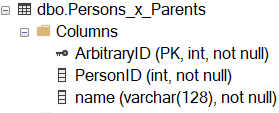 dbo.Persons_x_Parents
Columns
ArbitraryID (PK, int, not null)
PersonID (int, not null)
name (varchar(128), not null)